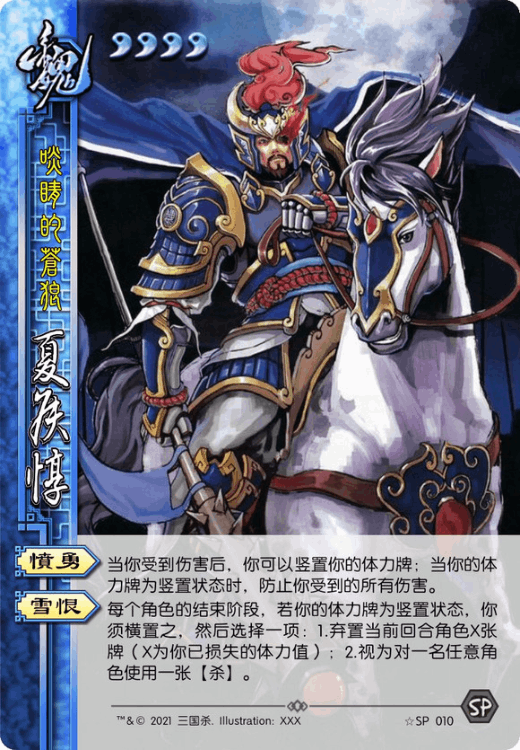 魏
啖睛的蒼狼
夏侯惇
憤勇
当你受到伤害后，你可以竖置你的体力牌；当你的体
力牌为竖置状态时，防止你受到的所有伤害。
雪恨
每个角色的结束阶段，若你的体力牌为竖置状态，你
须横置之，然后选择一项：1.弃置当前回合角色X张
牌（X为你已损失的体力值）；2.视为对一名任意角
色使用一张【杀】。
™&© 2021 三国杀. Illustration: XXX
☆SP 010
SP